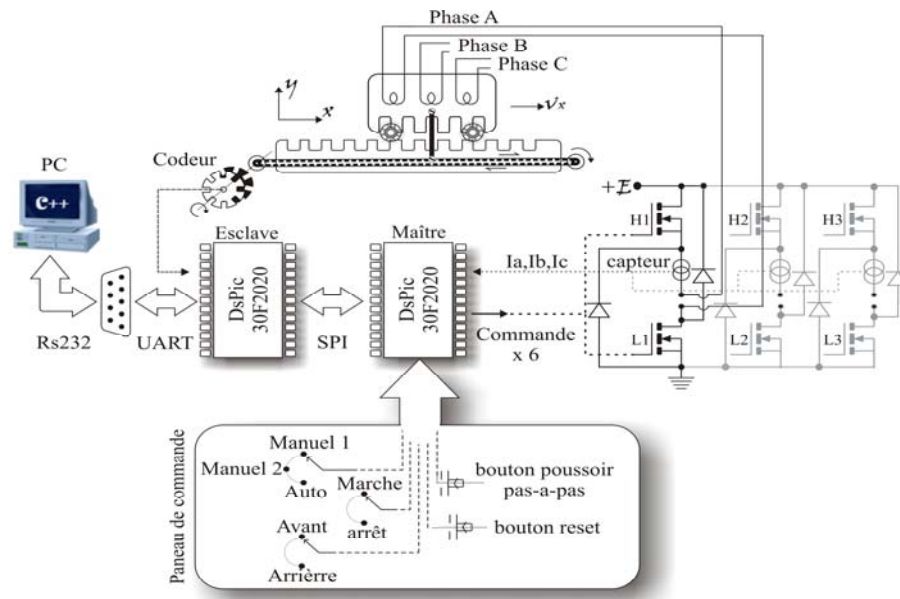 Phase A
Phase B
Phase C
y
x
Vx
PC
Codeur
C++
+E
H1
H2
H3
Esclave
Maître
Ia,Ib,Ic
capteur
DsPic
30F2020
DsPic
30F2020
Rs232
UART
SPI
Commande
x 6
L1
L2
L3
Paneau de commande
Manuel 1
Manuel 2
Auto
Marche
arrêt
Avant
Arrièrre
bouton poussoir
pas-a-pas
bouton reset